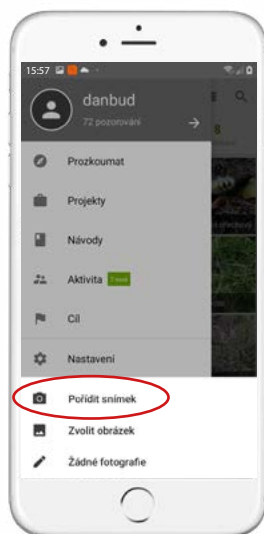 15:57
danbud
72 pozorování
Prozkoumat
Projekty
Návody
Aktivita
Cíl
Nastavení
Pořídit snímek
Zvolit obrázek
Žádné fotografie